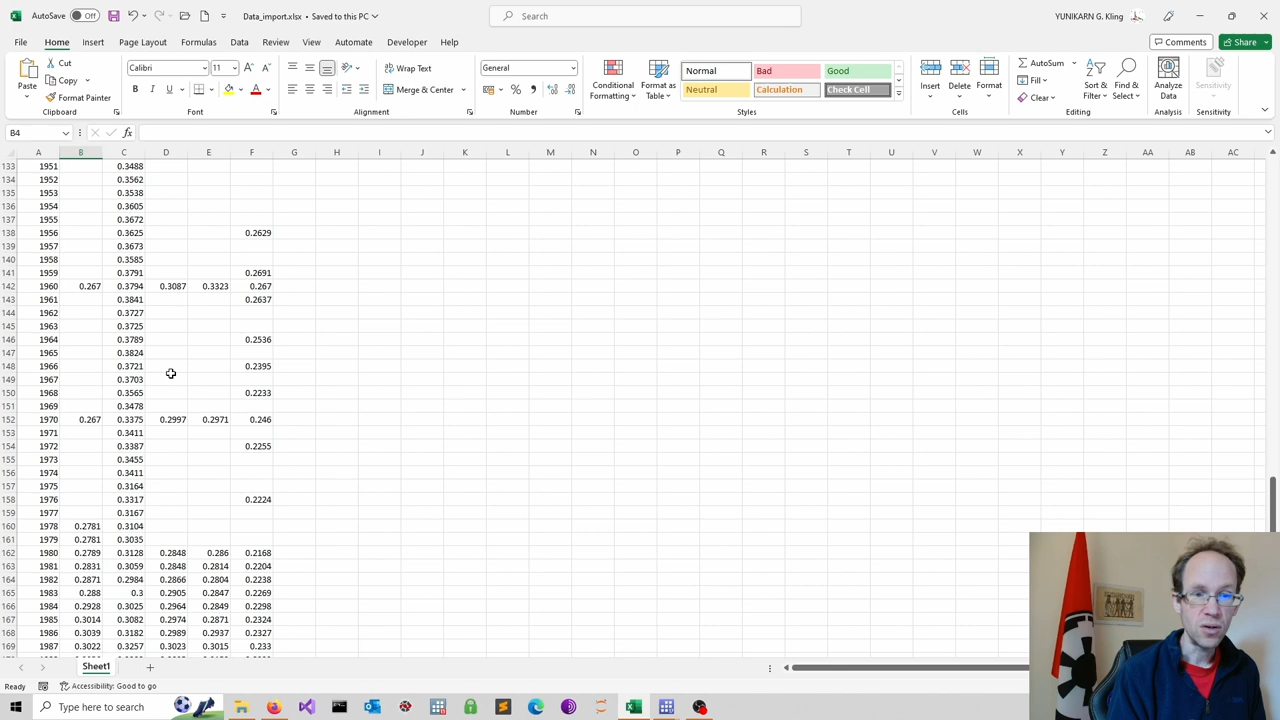 AutoSave Off Data_import.xlsx • Saved to this PC Search YUNIKARN G. Kling
File Home Insert Page Layout Formulas Data Review View Automate Developer Help Comments Share
Paste Cut Copy Format Painter Clipboard
Calibri 11 A A B I U A Font
Wrap Text Merge & Center Alignment
General % , Number
Conditional Formatting Format as Table Normal Bad Good Neutral Calculation Check Cell Styles
Insert Delete Format Cells
AutoSum Fill Clear Sort & Filter Find & Select Editing
Analyze Data Analysis Sensitivity Sensitivity
B4 fx
A B C D E F G H I J K L M N O P Q R S T U V W X Y Z AA AB AC
133 1951 0.3488
134 1952 0.3562
135 1953 0.3538
136 1954 0.3605
137 1955 0.3672
138 1956 0.3625 0.2629
139 1957 0.3673
140 1958 0.3585
141 1959 0.3791 0.2691
142 1960 0.267 0.3794 0.3087 0.3323 0.267
143 1961 0.3841 0.2637
144 1962 0.3727
145 1963 0.3725
146 1964 0.3789 0.2536
147 1965 0.3824
148 1966 0.3721 0.2395
149 1967 0.3703
150 1968 0.3565 0.2233
151 1969 0.3478
152 1970 0.267 0.3375 0.2997 0.2971 0.246
153 1971 0.3411
154 1972 0.3387 0.2255
155 1973 0.3455
156 1974 0.3411
157 1975 0.3164
158 1976 0.3317 0.2224
159 1977 0.3167
160 1978 0.2781 0.3104
161 1979 0.2781 0.3035
162 1980 0.2789 0.3128 0.2848 0.286 0.2168
163 1981 0.2831 0.3059 0.2848 0.2814 0.2204
164 1982 0.2871 0.2984 0.2866 0.2804 0.2238
165 1983 0.288 0.3 0.2905 0.2847 0.2269
166 1984 0.2928 0.3025 0.2964 0.2849 0.2298
167 1985 0.3014 0.3082 0.2974 0.2871 0.2324
168 1986 0.3039 0.3182 0.2989 0.2937 0.2327
169 1987 0.3022 0.3257 0.3023 0.3015 0.233
Sheet1
Ready Accessibility: Good to go
Type here to search